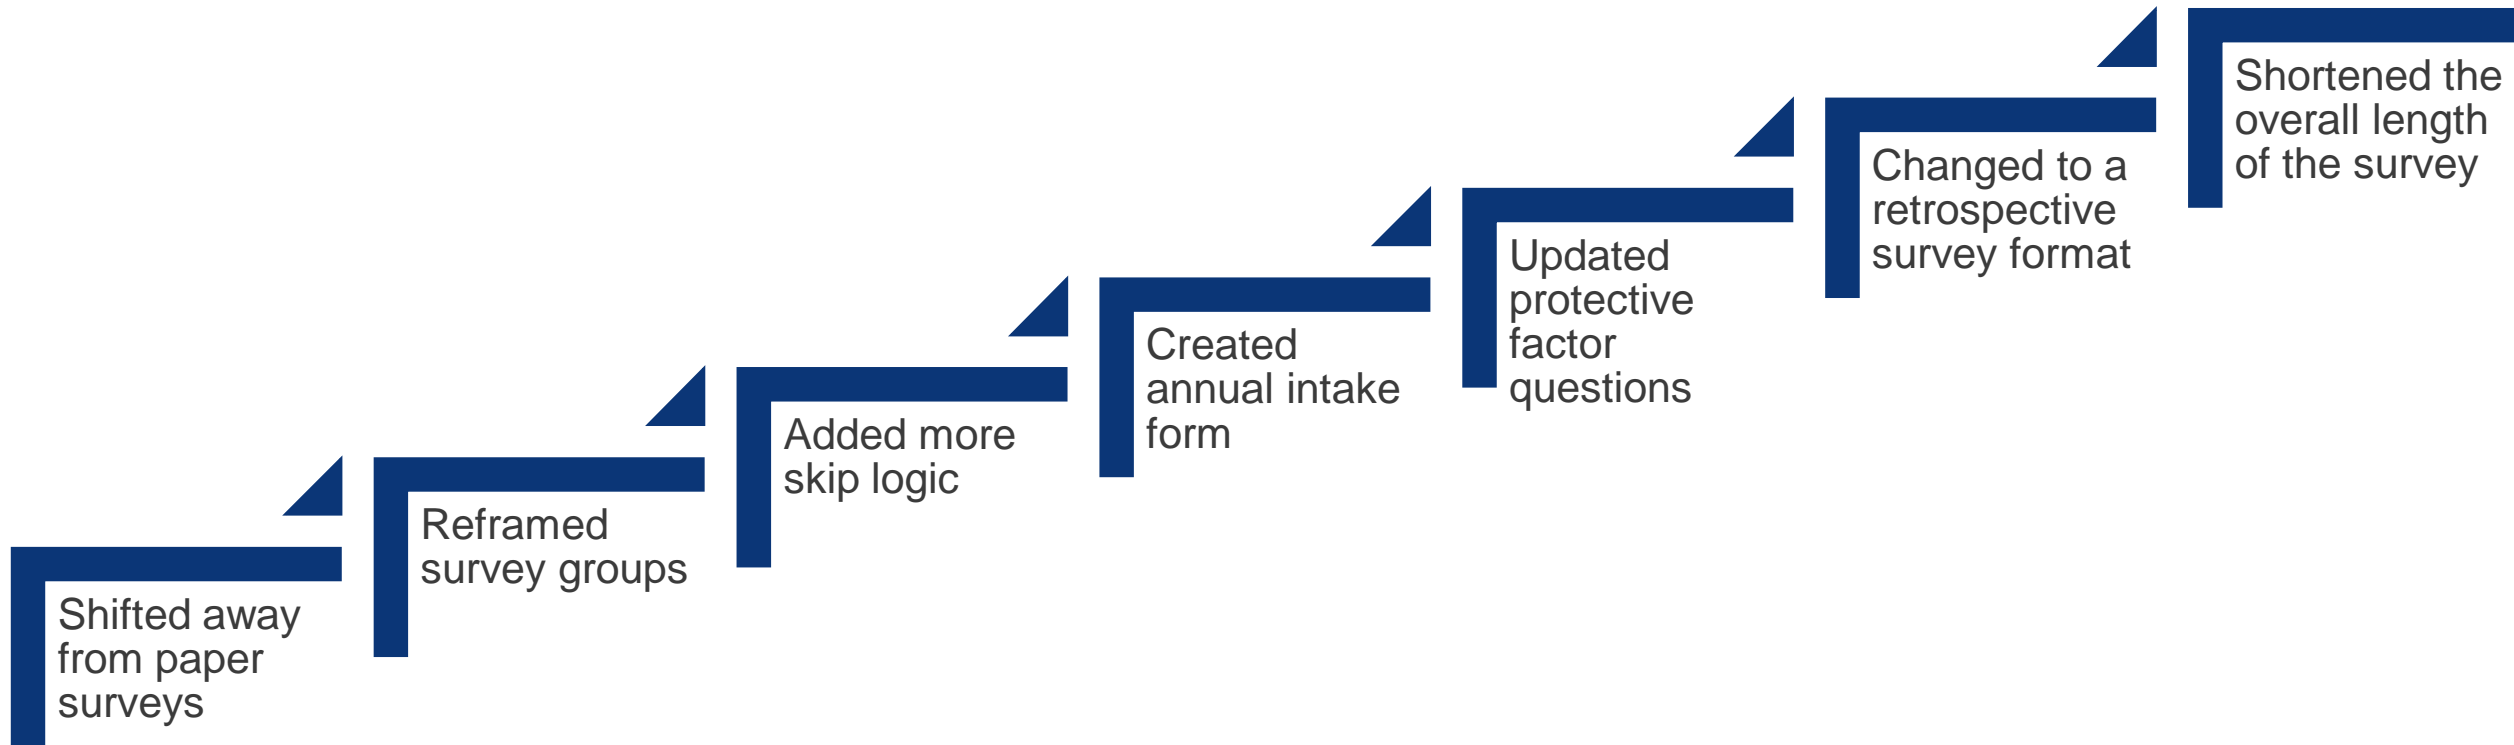 Shifted away
from paper
surveys
Reframed
survey groups
Added more
skip logic
Created
annual intake
form
Updated
protective
factor
questions
Changed to a
retrospective
survey format
Shortened the
overall length
of the survey